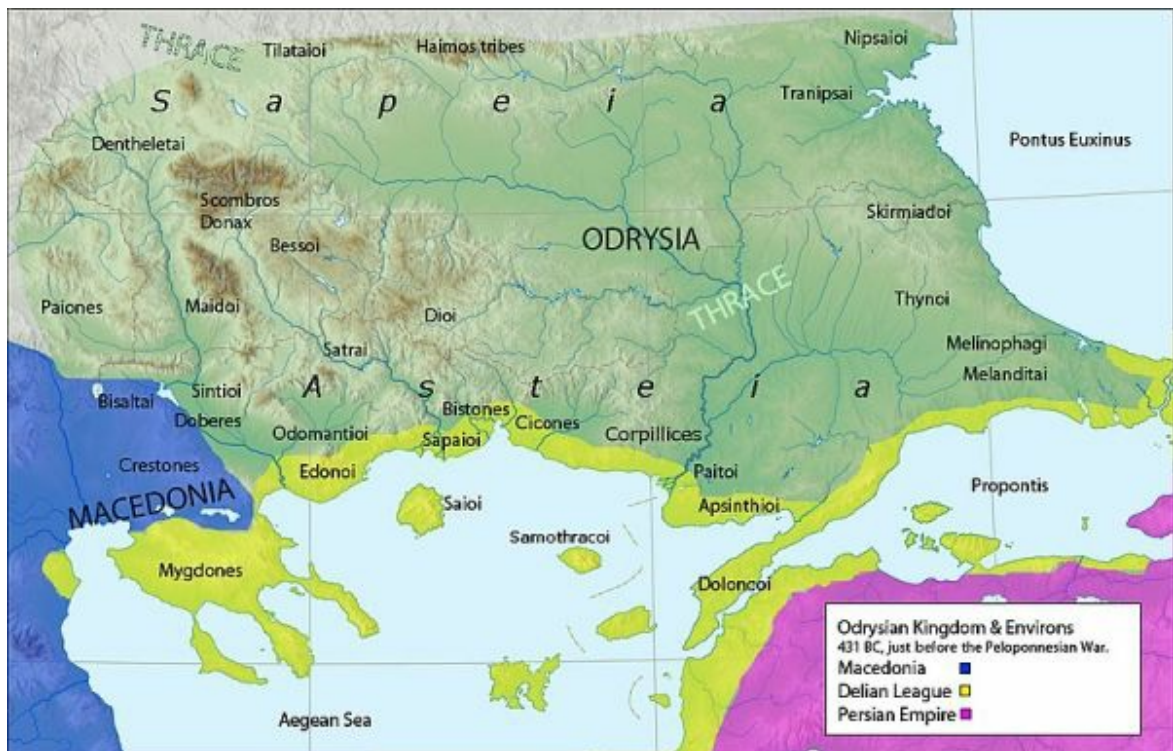 THRACE
Tilataioi
Haimos tribes
Nipsaioi
Sapeia
Tranipsai
Dentheletai
Pontus Euxinus
Scombros
Donax
Skirmiadoi
Bessoi
ODRYSIA
THRACE
Thynoi
Paiones
Maidoi
Dioi
Satrai
Melinophagi
Melanditai
Sintioi
Asteia
Bisaltai
Doberes
Bistones
Cicones
Odomantioi
Sapaioi
Corpillices
Crestones
Edonoi
Paitoi
MACEDONIA
Apsinthioi
Propontis
Saioi
Samothracoi
Mygdones
Doloncoi
Aegean Sea
Odrysian Kingdom & Environs
431 BC, just before the Peloponnesian War.
Macedonia
Delian League
Persian Empire